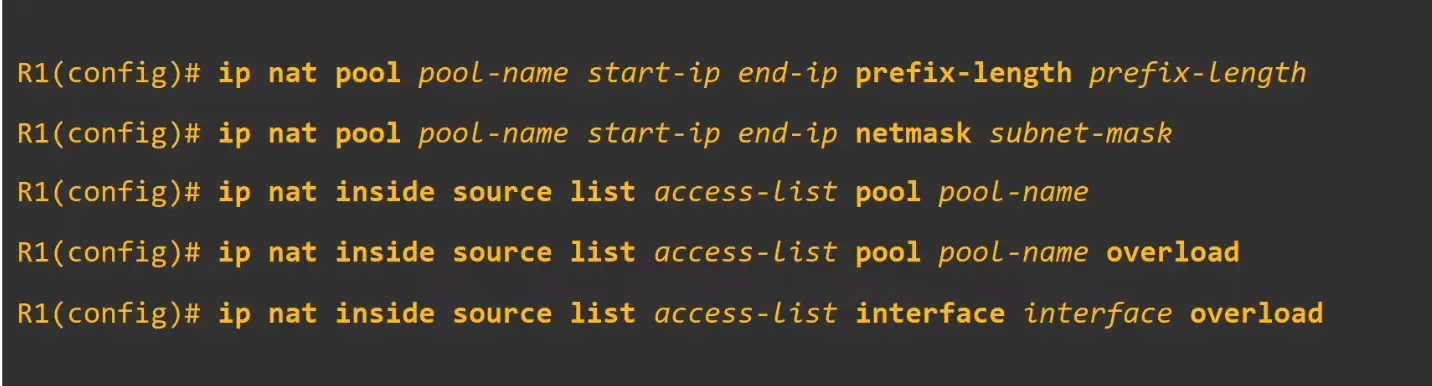 R1(config)# ip nat pool pool-name start-ip end-ip prefix-length prefix-length
R1(config)# ip nat pool pool-name start-ip end-ip netmask subnet-mask
R1(config)# ip nat inside source list access-list pool pool-name
R1(config)# ip nat inside source list access-list pool pool-name overload
R1(config)# ip nat inside source list access-list interface interface overload